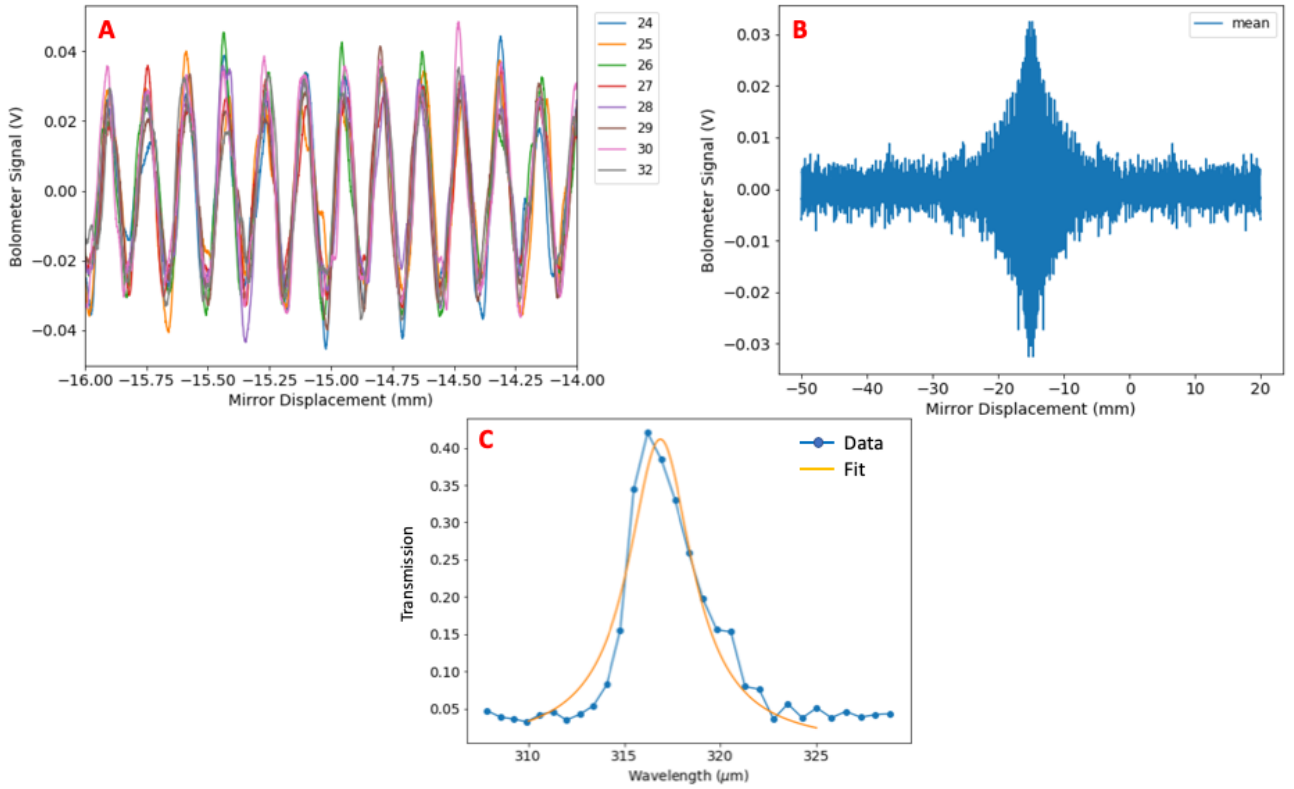 A
0.04
0.02
0.00
−0.02
−0.04
Bolometer Signal (V)
−16.00 −15.75 −15.50 −15.25 −15.00 −14.75 −14.50 −14.25 −14.00
Mirror Displacement (mm)
24
25
26
27
28
29
30
32
B
mean
0.03
0.02
0.01
0.00
−0.01
−0.02
−0.03
Bolometer Signal (V)
−50 −40 −30 −20 −10 0 10 20
Mirror Displacement (mm)
C
Data
Fit
0.40
0.35
0.30
0.25
0.20
0.15
0.10
0.05
Transmission
310 315 320 325
Wavelength (μm)